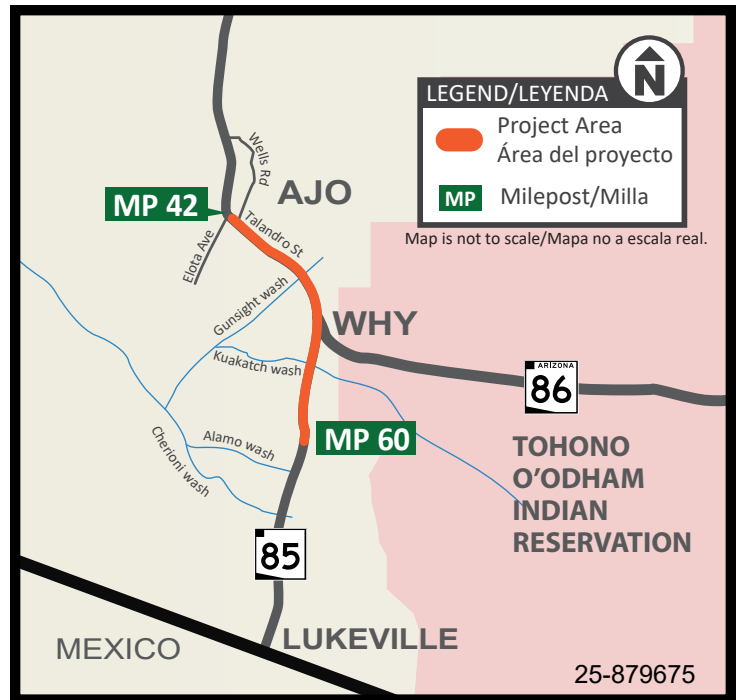 N
LEGEND/LEYENDA
Project Area
Área del proyecto
MP Milepost/Milla
Map is not to scale/Mapa no a escala real.
Wells Rd
AJO
MP 42
Talandro St
Elota Ave
Gunsight wash
WHY
Kuakatch wash
ARIZONA
86
MP 60
Alamo wash
Cherioni wash
TOHONO
O’ODHAM
INDIAN
RESERVATION
85
LUKEVILLE
MEXICO
25-879675